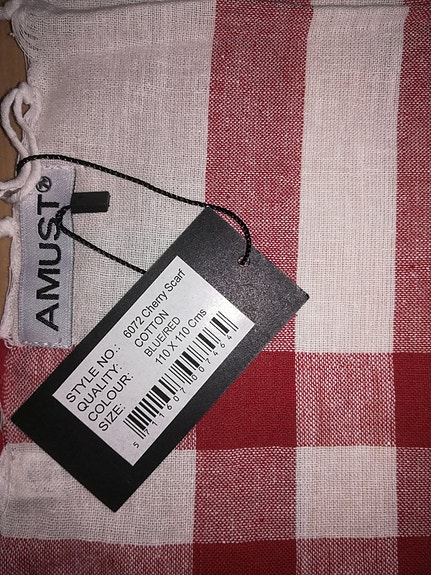 AMUST®
STYLE NO.: 6072 Cherry Scarf
QUALITY: COTTON
COLOUR: BLUE/RED
SIZE: 110 X 110 Cms